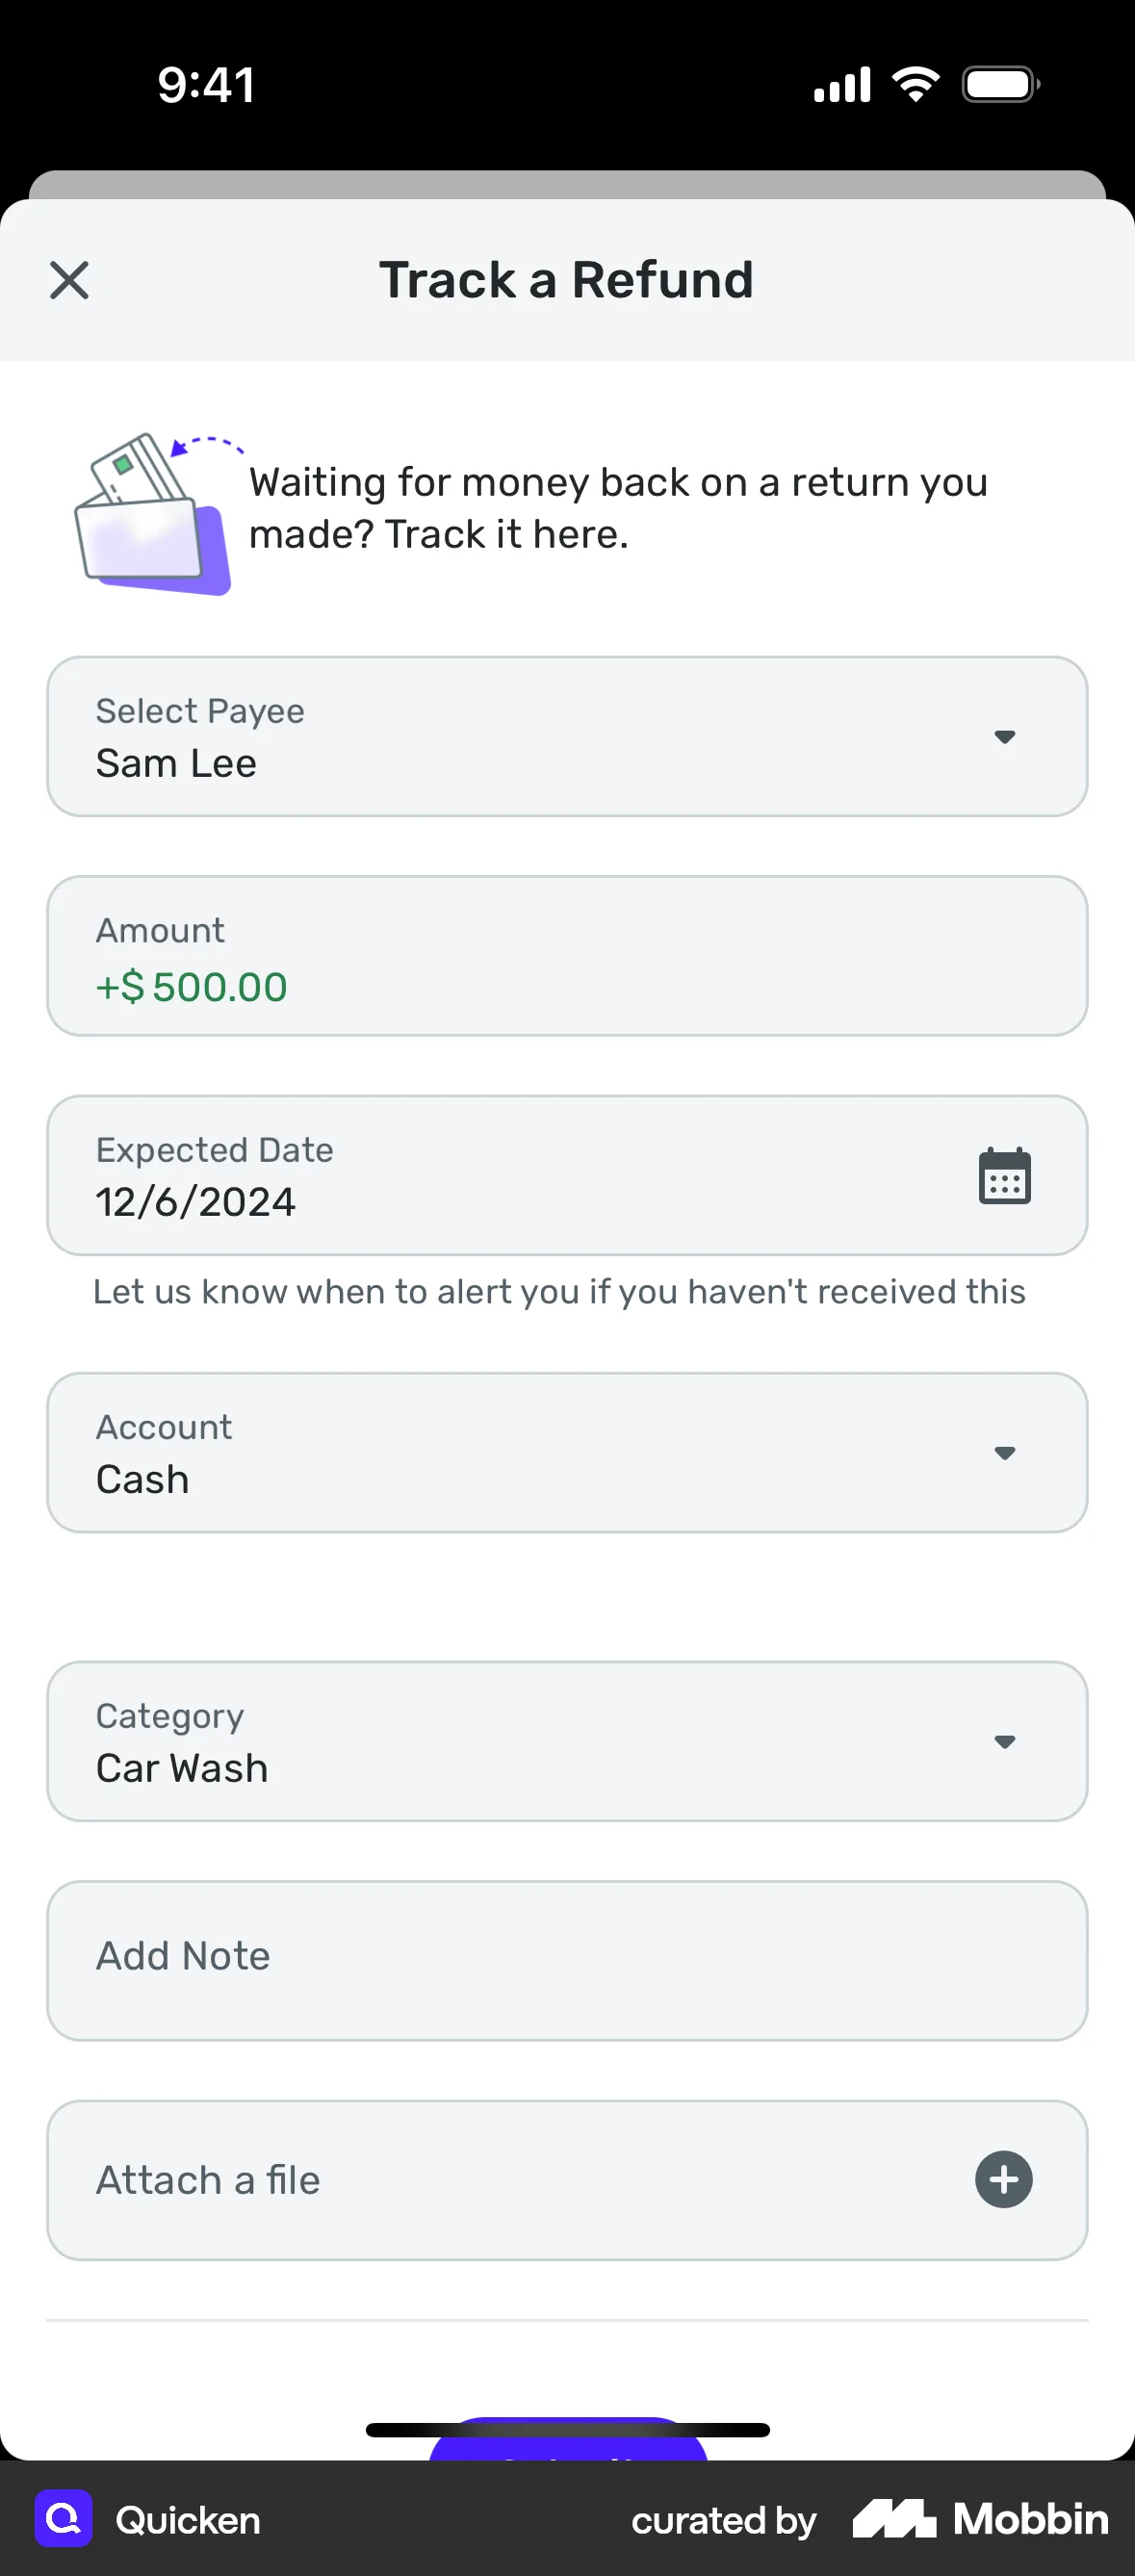 9:41
Track a Refund
Waiting for money back on a return you
made? Track it here.
Select Payee
Sam Lee
Amount
+$ 500.00
Expected Date
12/6/2024
Let us know when to alert you if you haven't received this
Account
Cash
Category
Car Wash
Add Note
Attach a file
Quicken
curated by Mobbin